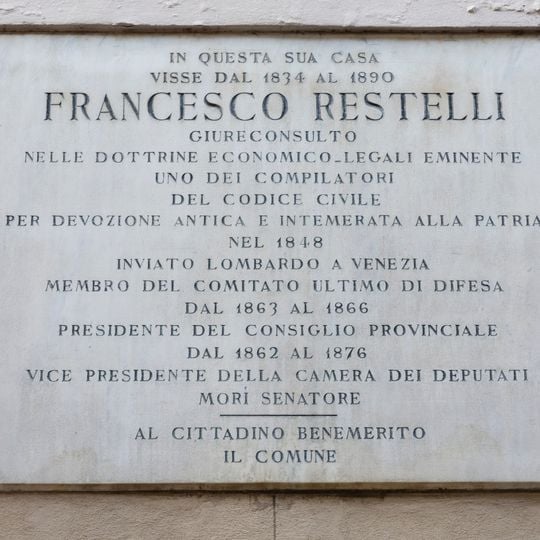 IN QUESTA SUA CASA
VISSE DAL 1834 AL 1890
FRANCESCO RESTELLI
GIURECONSULTO
NELLE DOTTRINE ECONOMICO-LEGALI EMINENTE
UNO DEI COMPILATORI
DEL CODICE CIVILE
PER DEVOZIONE ANTICA E INTEMERATA ALLA PATRIA
NEL 1848
INVIATO LOMBARDO A VENEZIA
MEMBRO DEL COMITATO ULTIMO DI DIFESA
DAL 1863 AL 1866
PRESIDENTE DEL CONSIGLIO PROVINCIALE
DAL 1862 AL 1876
VICE PRESIDENTE DELLA CAMERA DEI DEPUTATI
MORÌ SENATORE
AL CITTADINO BENEMERITO
IL COMUNE